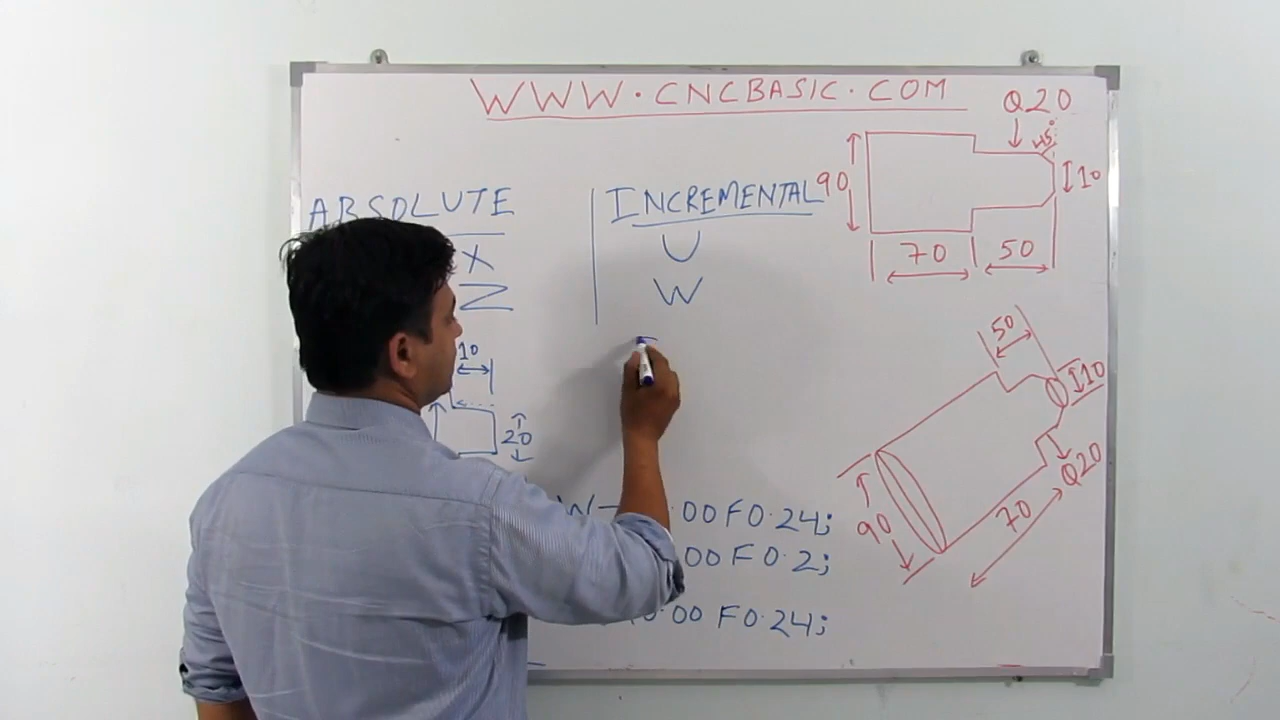 WWW.CNCBASIC.COM
ABSOLUTE
X
Z
INCREMENTAL
U
W
10
20
.00 F0.24;
00 F0.2;
.00 F0.24;
Q20
45°
90
10
70
50
50
10
Q20
70
90